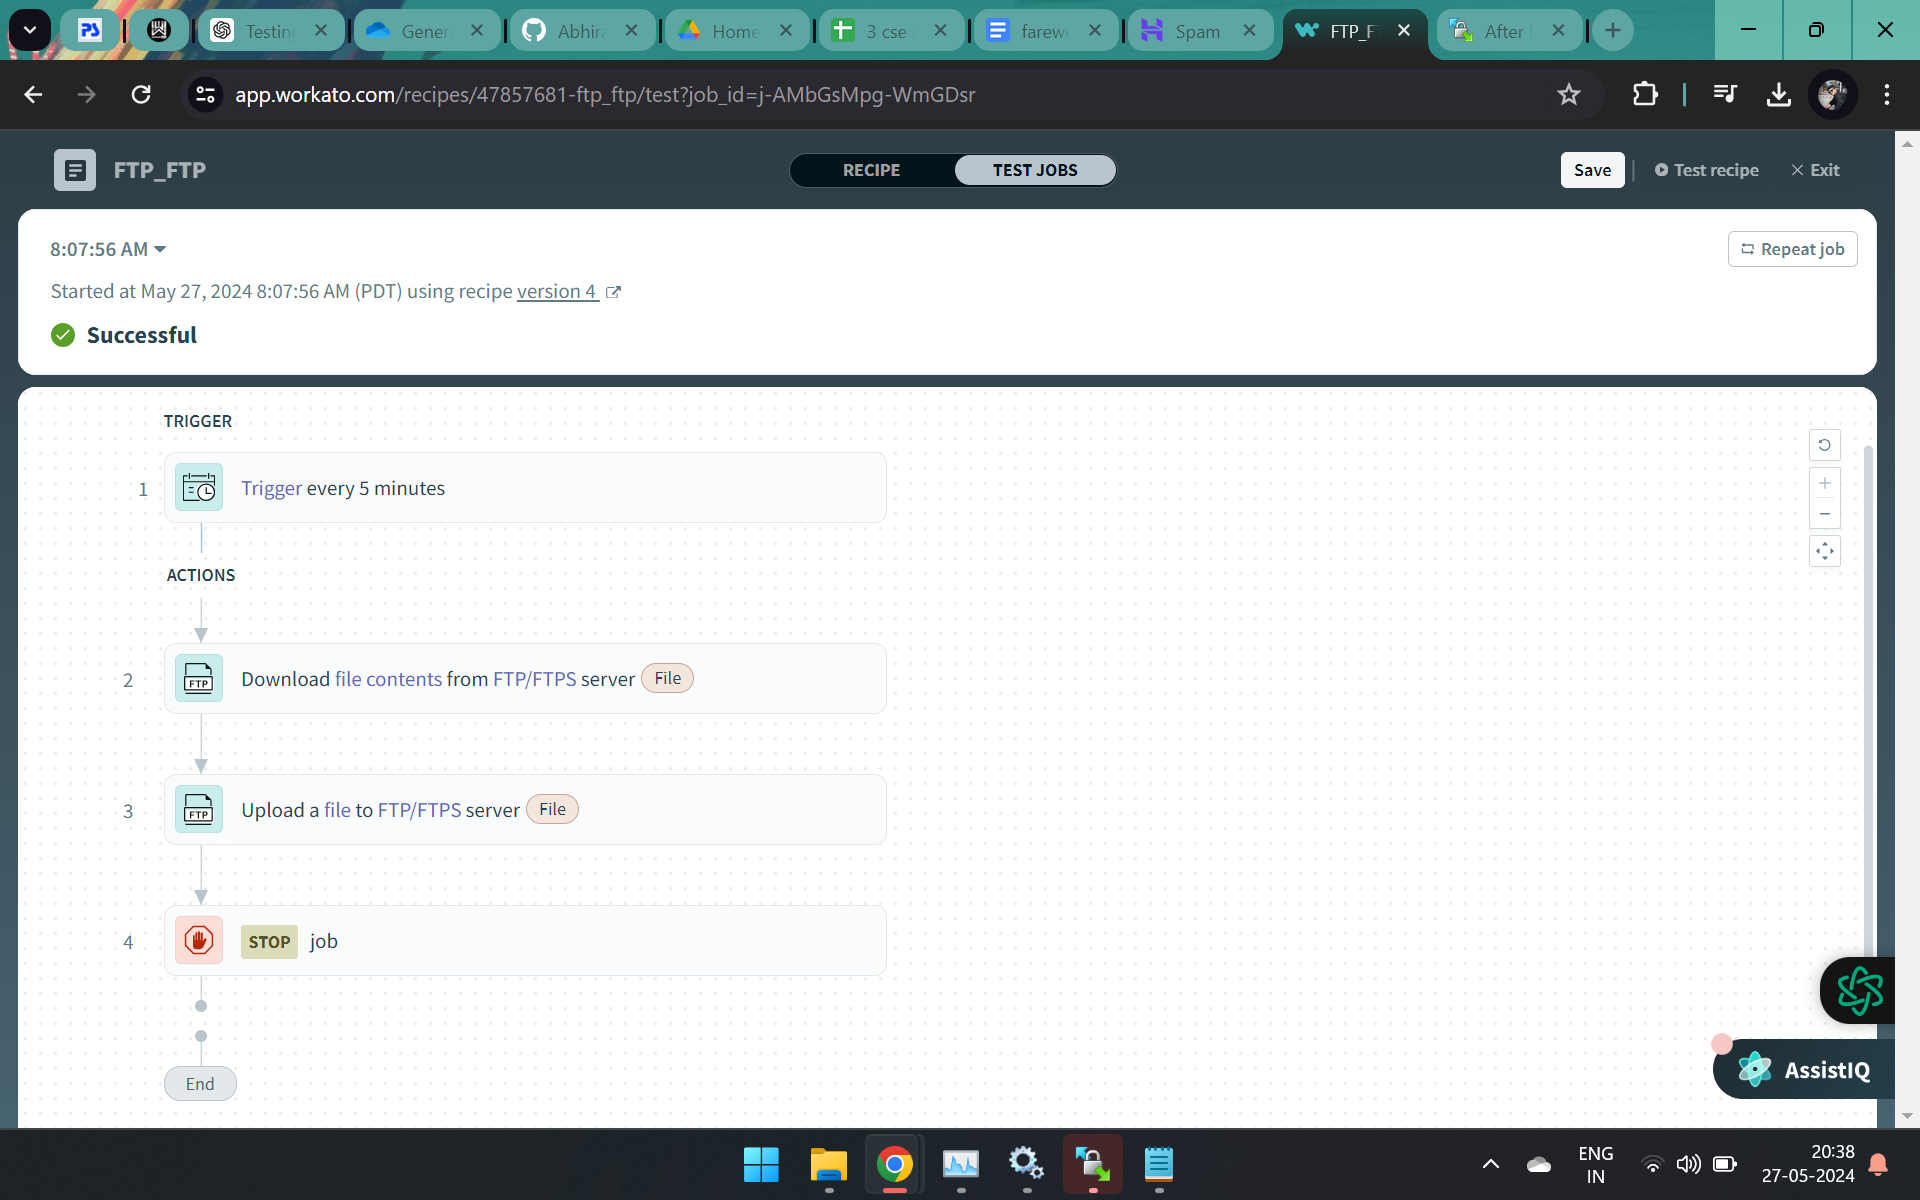 PS
Testin
Gener
Abhira
Home
3 cse
farew
Spam
FTP_F
After
app.workato.com/recipes/47857681-ftp_ftp/test?job_id=j-AMbGsMpg-WmGDsr
FTP_FTP
RECIPE
TEST JOBS
Save
Test recipe
Exit
8:07:56 AM
Repeat job
Started at May 27, 2024 8:07:56 AM (PDT) using recipe version 4
Successful
TRIGGER
1
Trigger every 5 minutes
ACTIONS
2
FTP
Download file contents from FTP/FTPS server File
3
FTP
Upload a file to FTP/FTPS server File
4
STOP job
End
AssistIQ
ENG
IN
20:38
27-05-2024